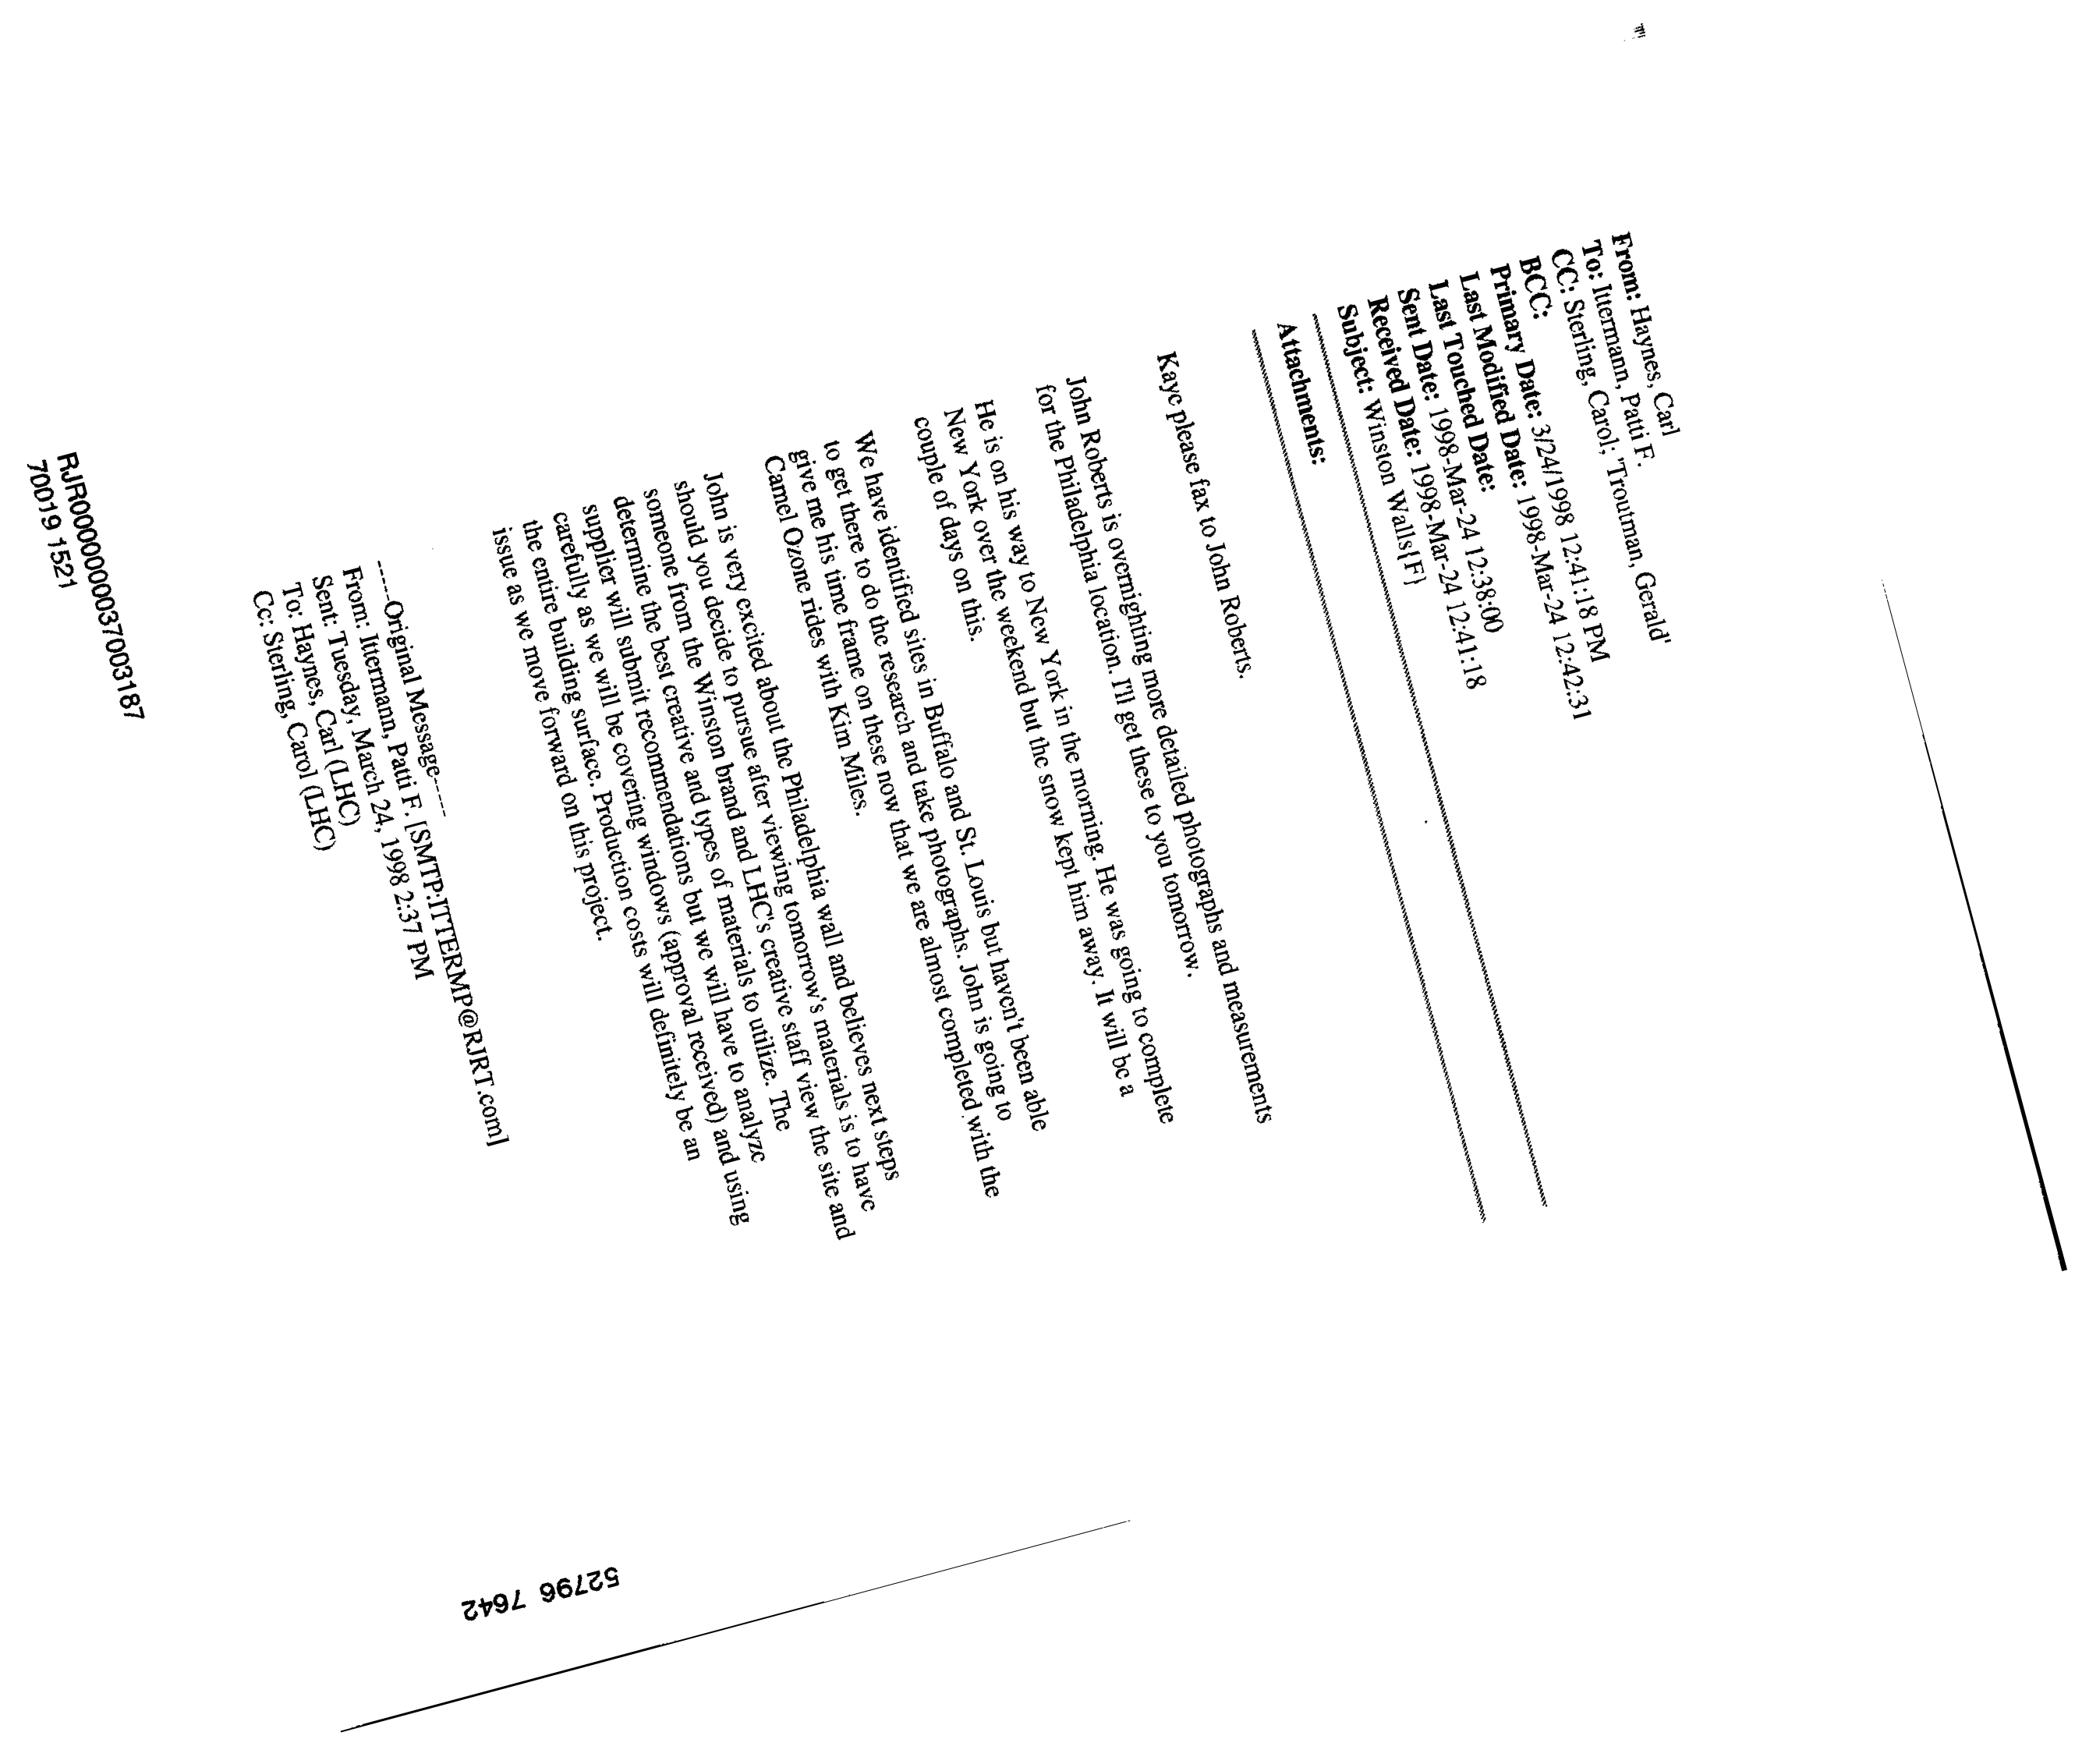 From: Haynes, Carl
To: Ittermann, Patti F.
CC: Sterling, Carol; 'Troutman, Gerald'
BCC:
Primary Date: 3/24/1998 12:41:18 PM
Last Modified Date: 1998-Mar-24 12:42:31
Last Touched Date:
Sent Date: 1998-Mar-24 12:38:00
Received Date: 1998-Mar-24 12:41:18
Subject: Winston Walls{F}
Attachments:
Kaye please fax to John Roberts.
John Roberts is overnighting more detailed photographs and measurements
for the Philadelphia location. I'll get these to you tomorrow.
He is on his way to New York in the morning. He was going to complete
New York over the weekend but the snow kept him away. It will be a
couple of days on this.
We have identified sites in Buffalo and St. Louis but haven't been able
to get there to do the research and take photographs. John is going to
give me his time frame on these now that we are almost completed with the
Camel Ozone rides with Kim Miles.
John is very excited about the Philadelphia wall and believes next steps
should you decide to pursue after viewing tomorrow's materials is to have
someone from the Winston brand and LHC's creative staff view the site and
determine the best creative and types of materials to utilize. The
supplier will submit recommendations but we will have to analyze
carefully as we will be covering windows (approval received) and using
the entire building surface. Production costs will definitely be an
issue as we move forward on this project.
-----Original Message-----
From: Ittermann, Patti F. [SMTP:ITTERMP@RJRT.com]
Sent: Tuesday, March 24, 1998 2:37 PM
To: Haynes, Carl (LHC)
Cc: Sterling, Carol (LHC)
RJR0000000037003187
70019 1521
52796 7642